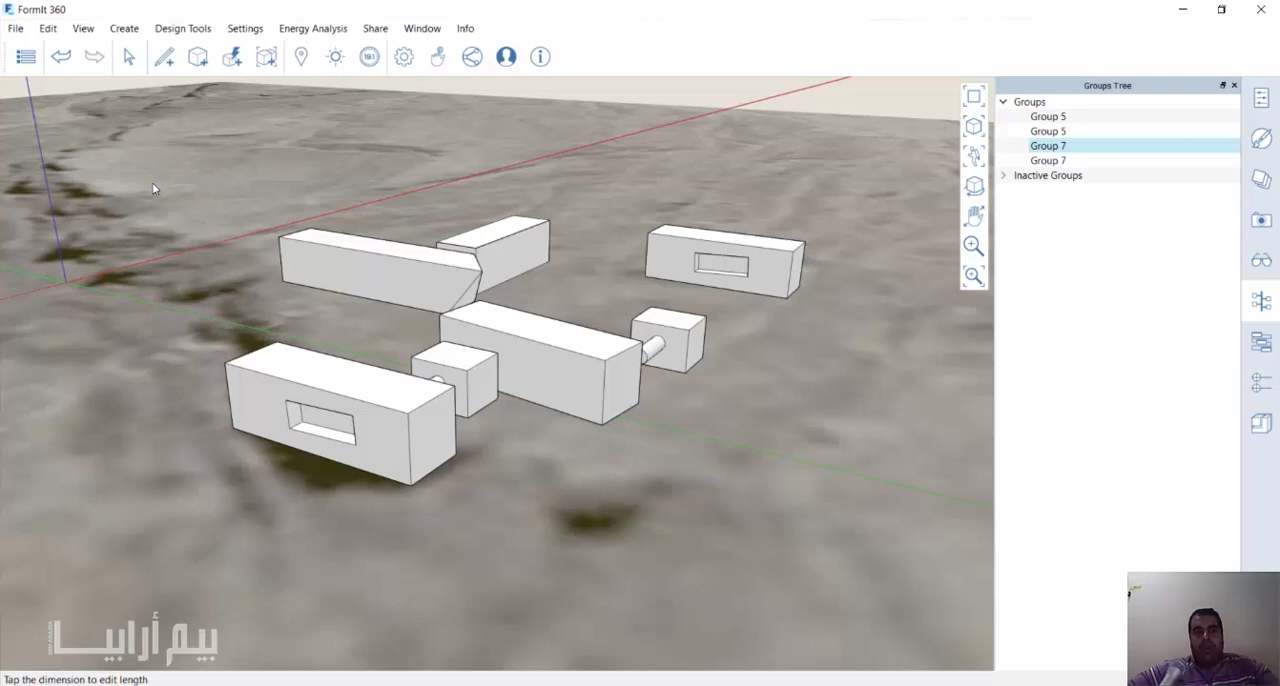 FormIt 360
File Edit View Create Design Tools Settings Energy Analysis Share Window Info
191
Groups Tree
Groups
Group 5
Group 5
Group 7
Group 7
Inactive Groups
بيم أرابيا
Tap the dimension to edit length